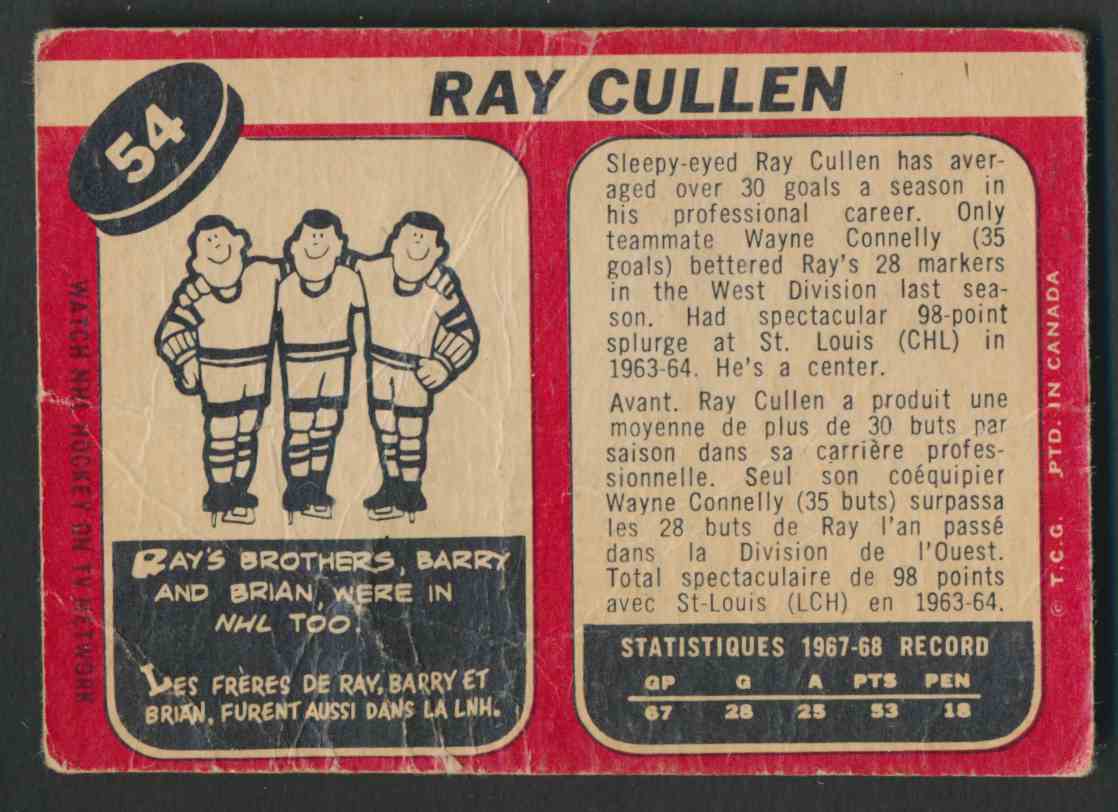 54
RAY CULLEN
WATCH NHL HOCKEY ON TV NETWORK
RAY'S BROTHERS, BARRY
AND BRIAN, WERE IN
NHL TOO.
LES FRÈRES DE RAY, BARRY ET
BRIAN, FURENT AUSSI DANS LA LNH.
Sleepy-eyed Ray Cullen has aver-
aged over 30 goals a season in
his professional career. Only
teammate Wayne Connelly (35
goals) bettered Ray's 28 markers
in the West Division last sea-
son. Had spectacular 98-point
splurge at St. Louis (CHL) in
1963-64. He's a center.
Avant. Ray Cullen a produit une
moyenne de plus de 30 buts par
saison dans sa carrière profes-
sionnelle. Seul son coéquipier
Wayne Connelly (35 buts) surpassa
les 28 buts de Ray l'an passé
dans la Division de l'Ouest.
Total spectaculaire de 98 points
avec St-Louis (LCH) en 1963-64.
STATISTIQUES 1967-68 RECORD
GP G A PTS PEN
67 28 25 53 18
© T.C.G. PTD. IN CANADA